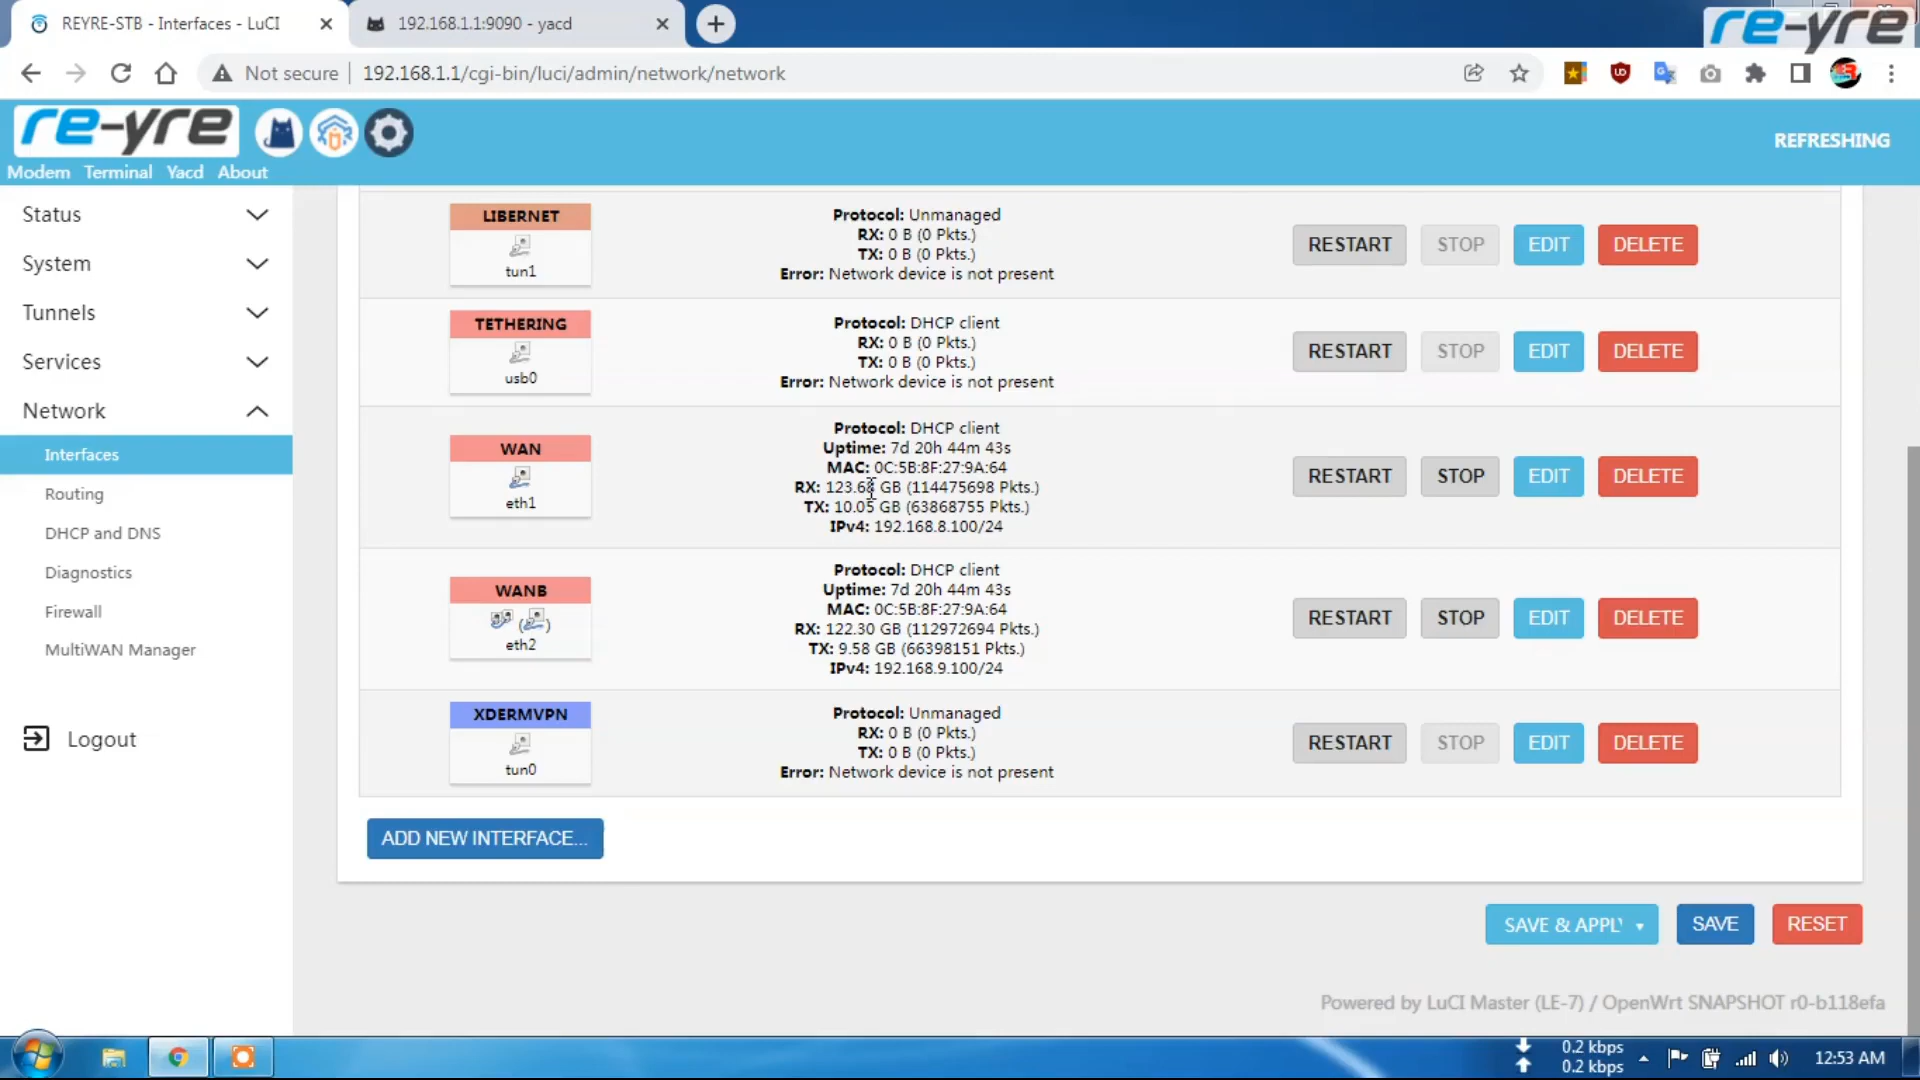 REYRE-STB - Interfaces - LuCI
192.168.1.1:9090 - yacd
re-yre
Not secure
192.168.1.1/cgi-bin/luci/admin/network/network
re-yre
REFRESHING
Modem Terminal Yacd About
Status
System
Tunnels
Services
Network
Interfaces
Routing
DHCP and DNS
Diagnostics
Firewall
MultiWAN Manager
Logout
LIBERNET
tun1
Protocol: Unmanaged
RX: 0 B (0 Pkts.)
TX: 0 B (0 Pkts.)
Error: Network device is not present
RESTART STOP EDIT DELETE
TETHERING
usb0
Protocol: DHCP client
RX: 0 B (0 Pkts.)
TX: 0 B (0 Pkts.)
Error: Network device is not present
RESTART STOP EDIT DELETE
WAN
eth1
Protocol: DHCP client
Uptime: 7d 20h 44m 43s
MAC: 0C:5B:8F:27:9A:64
RX: 123.68 GB (114475698 Pkts.)
TX: 10.05 GB (63868755 Pkts.)
IPv4: 192.168.8.100/24
RESTART STOP EDIT DELETE
WANB
eth2
Protocol: DHCP client
Uptime: 7d 20h 44m 43s
MAC: 0C:5B:8F:27:9A:64
RX: 122.30 GB (112972694 Pkts.)
TX: 9.58 GB (66398151 Pkts.)
IPv4: 192.168.9.100/24
RESTART STOP EDIT DELETE
XDERMVPN
tun0
Protocol: Unmanaged
RX: 0 B (0 Pkts.)
TX: 0 B (0 Pkts.)
Error: Network device is not present
RESTART STOP EDIT DELETE
ADD NEW INTERFACE...
SAVE & APPLY SAVE RESET
Powered by LuCI Master (LE-7) / OpenWrt SNAPSHOT r0-b118efa
0.2 kbps
0.2 kbps
12:53 AM